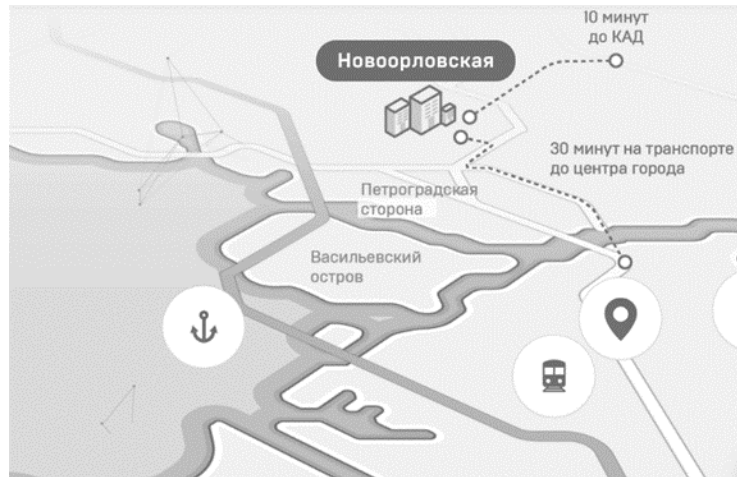 10 минут
до КАД
Новоорловская
30 минут на транспорте
до центра города
Петроградская
сторона
Васильевский
остров